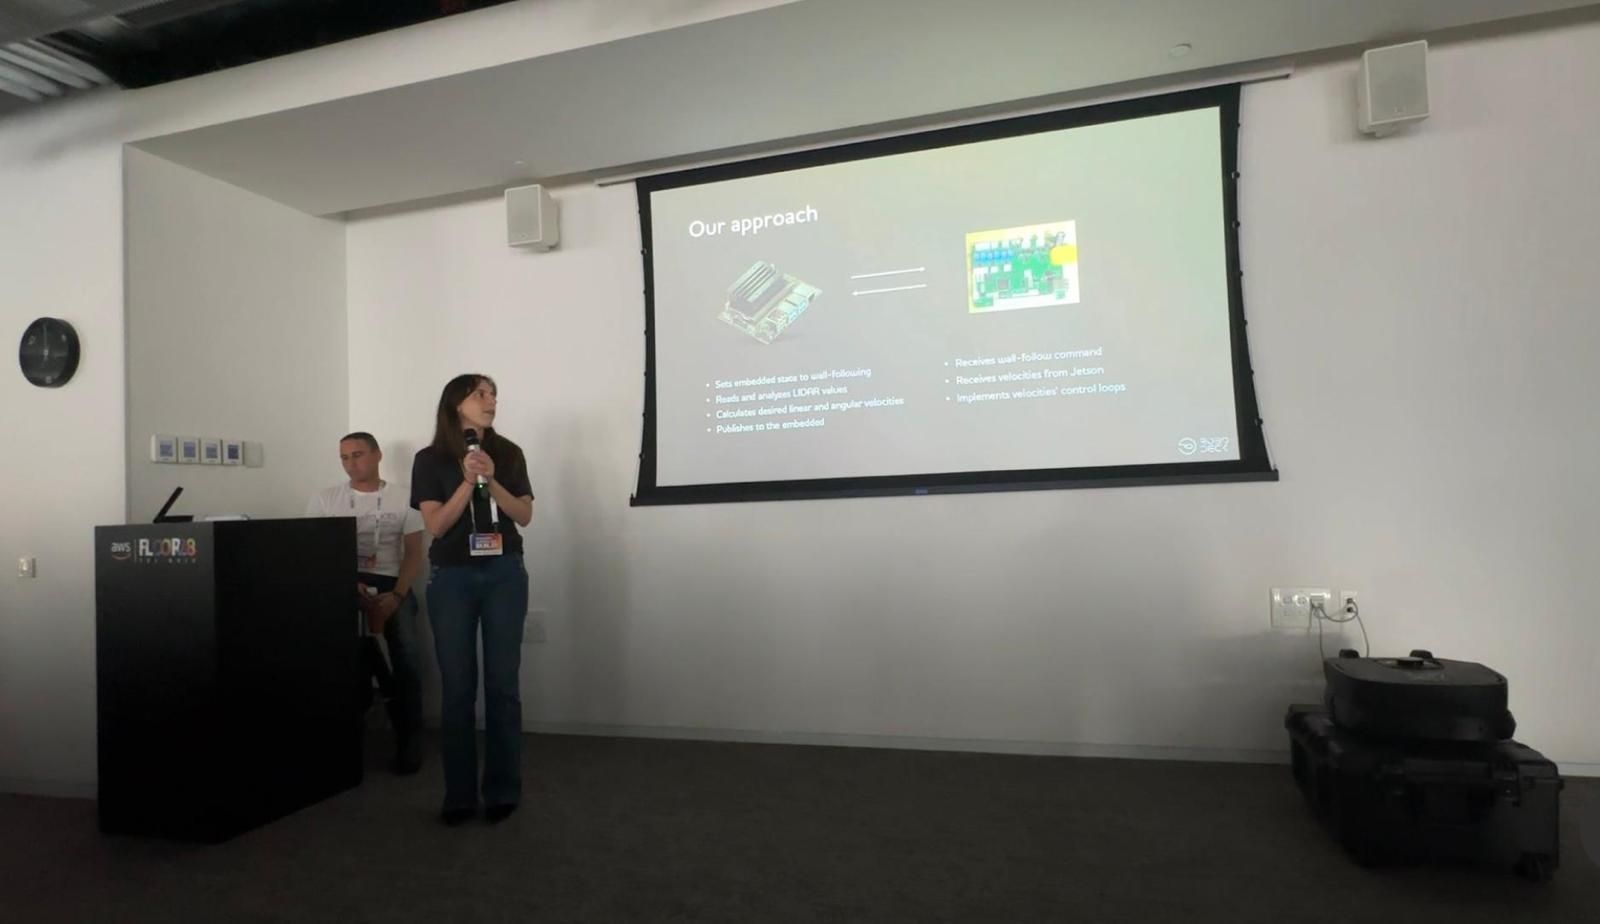 Our approach
• Sets embedded state to wall-following
• Reads and analyzes LIDAR values
• Calculates desired linear and angular velocities
• Publishes to the embedded
• Receives wall-follow command
• Receives velocities from Jetson
• Implements velocities' control loops
aws
FLOOR28